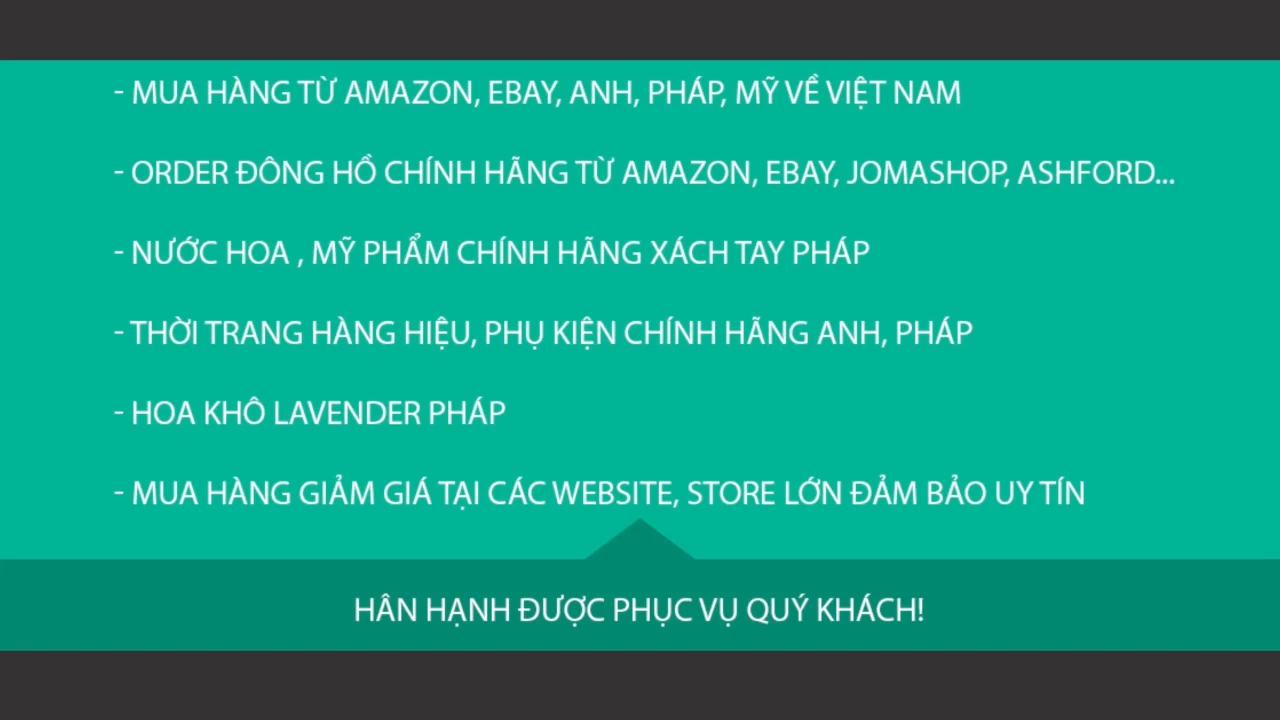 - MUA HÀNG TỪ AMAZON, EBAY, ANH, PHÁP, MỸ VỀ VIỆT NAM
- ORDER ĐÔNG HỒ CHÍNH HÃNG TỪ AMAZON, EBAY, JOMASHOP, ASHFORD...
- NƯỚC HOA , MỸ PHẨM CHÍNH HÃNG XÁCH TAY PHÁP
- THỜI TRANG HÀNG HIỆU, PHỤ KIỆN CHÍNH HÃNG ANH, PHÁP
- HOA KHÔ LAVENDER PHÁP
- MUA HÀNG GIẢM GIÁ TẠI CÁC WEBSITE, STORE LỚN ĐẢM BẢO UY TÍN
HÂN HẠNH ĐƯỢC PHỤC VỤ QUÝ KHÁCH!